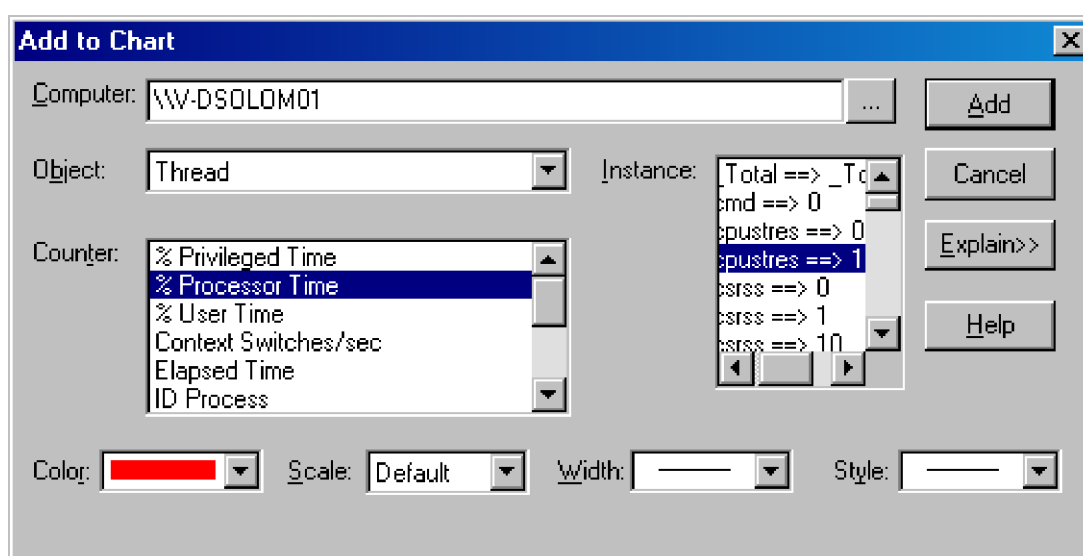 Add to Chart
Computer: \\V-DSOLOM01 ... Add
Object: Thread Instance: Cancel
_Total ==> _To
cmd ==> 0
cpustres ==> 0
cpustres ==> 1
csrss ==> 0
csrss ==> 1
csrss ==> 10
Explain>>
Help
Counter:
% Privileged Time
% Processor Time
% User Time
Context Switches/sec
Elapsed Time
ID Process
Color: Scale: Default Width: Style: